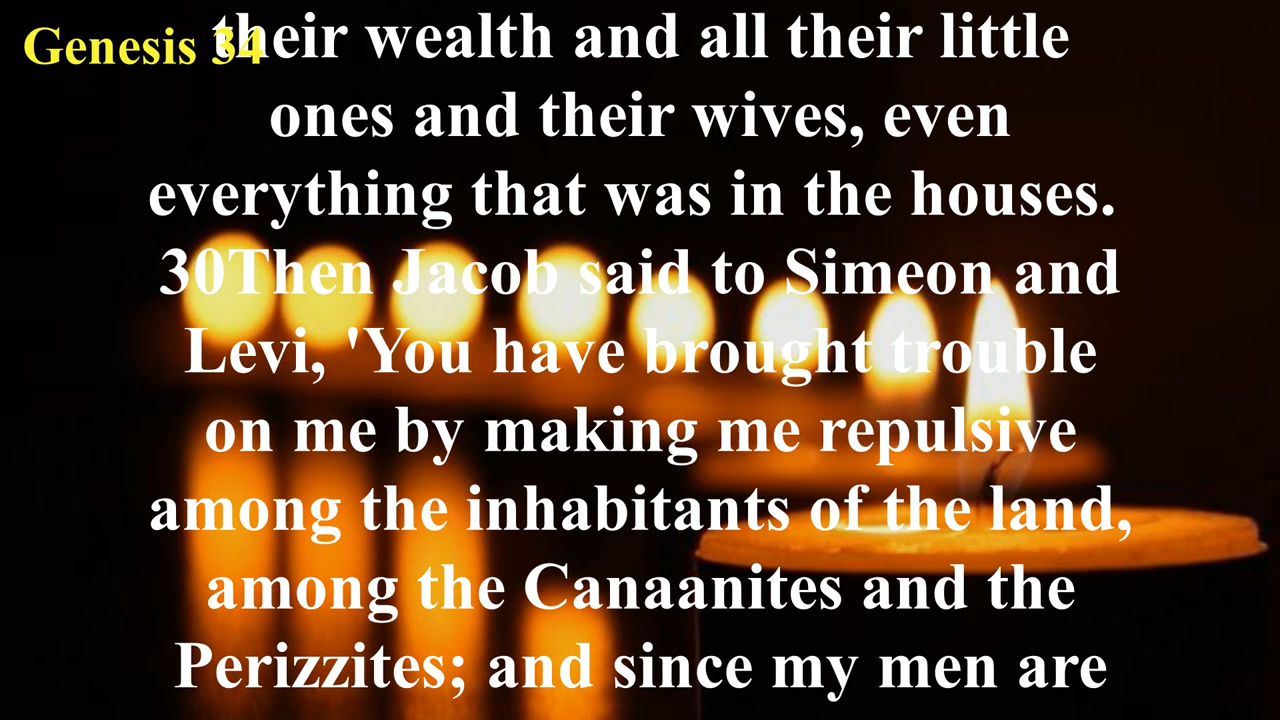 Genesis 34
their wealth and all their little
ones and their wives, even
everything that was in the houses.
30Then Jacob said to Simeon and
Levi, 'You have brought trouble
on me by making me repulsive
among the inhabitants of the land,
among the Canaanites and the
Perizzites; and since my men are